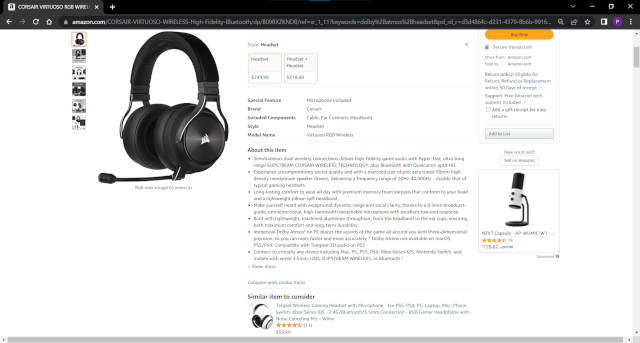 CORSAIR VIRTUOSO RGB WIREL
amazon.com/CORSAIR-VIRTUOSO-WIRELESS-High-Fidelity-Bluetooth/dp/
Roll over image to zoom in
Style: Headset
Headset
$249.99
Headset +
Headset
$319.60
Special Feature Microphone Included
Brand Corsair
Included Components Cable, Ear Cushions, Headband
Style Headset
Model Name Virtuoso RGB Wireless
About this item
• Simultaneous dual wireless connections deliver high-fidelity game audio with hyper-fast, ultra-long
range SLIPSTREAM CORSAIR WIRELESS TECHNOLOGY, plus Bluetooth with Qualcomm aptX HD.
• Experience uncompromising sound quality with a matched pair of precisely tuned 50mm high-
density neodymium speaker drivers, delivering a frequency range of 20Hz-40,000Hz - double that of
typical gaming headsets.
• Long-lasting comfort to wear all day with premium memory foam earpads that conform to your head
and a lightweight pillow-soft headband.
• Make yourself heard with exceptional dynamic range and vocal clarity, thanks to a 9.5mm broadcast-
grade, omnidirectional, high-bandwidth detachable microphone with excellent low-end response.
• Built with lightweight, machined aluminum throughout, from the headband to the ear cups, ensuring
both maximum comfort and long-term durability.
• Immersive Dolby Atmos* on PC places the sounds of the game all around you with three-dimensional
precision, so you can react faster and more accurately. * Dolby Atmos not available on macOS,
PS5/PS4. Compatible with Tempest 3D audio on PS5
• Connect to virtually any device including Mac, PC, PS5, PS4, Xbox Series X/S, Nintendo Switch, and
mobile with wired 3.5mm, USB, SLIPSTREAM WIRELESS, or Bluetooth.*
Show more
Compare with similar items
Similar item to consider
Targeal Wireless Gaming Headset with Microphone - For PS5, PS4, PC, Laptop, Mac, Phone,
Switch, Xbox Series X|S - 2.4G/Bluetooth/3.5mm Connection - RGB Gamer Headphone with
Noise Canceling Mic - White
(13)
$59.99
Buy Now
Secure transaction
Ships from Amazon.com
Sold by Amazon.com
Return policy: Eligible for
Return, Refund or Replacement
within 30 days of receipt
Support: Free Amazon tech
support included
Add a gift receipt for easy
returns
Add to List
Have one to sell?
Sell on Amazon
NZXT Capsule - AP-WUMIC-W1 -...
74
$128.02
Sponsored